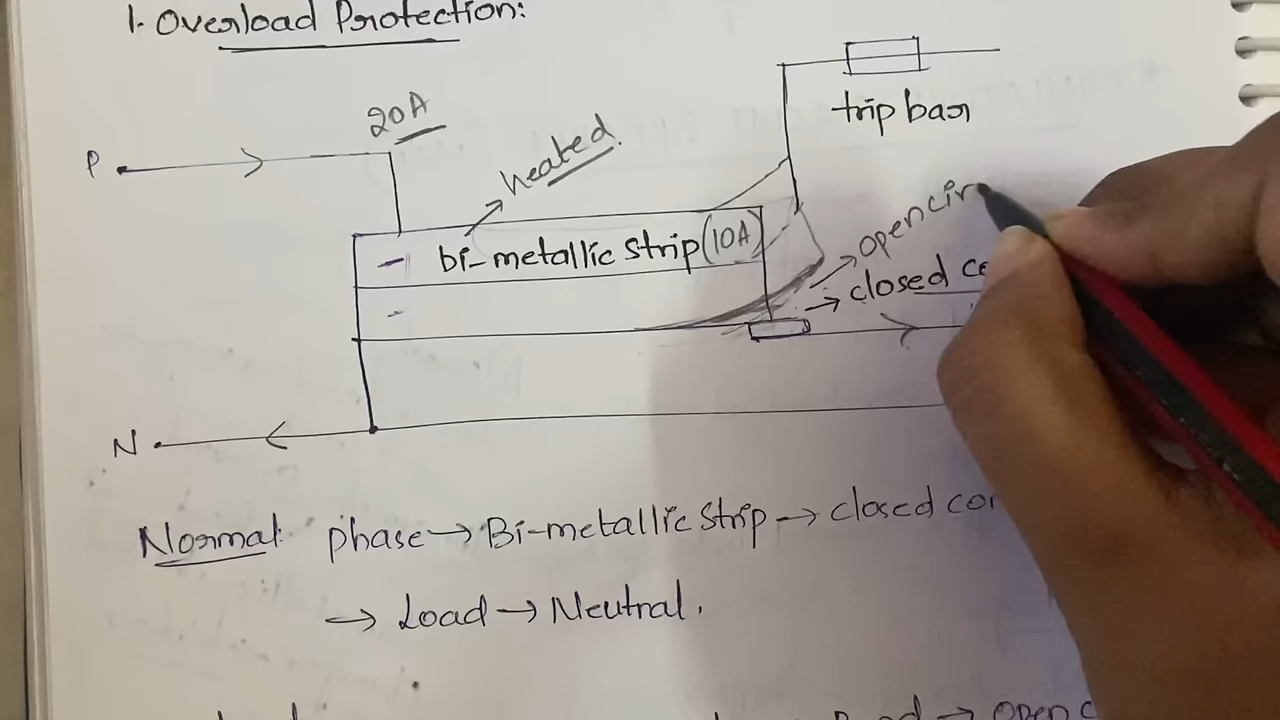 1. Overload Protection:
trip bar
20A
heated.
P
open cir
bi-metallic strip (10A)
closed
N
Normal: phase → Bi-metallic strip → closed
→ Load → Neutral.
→ open